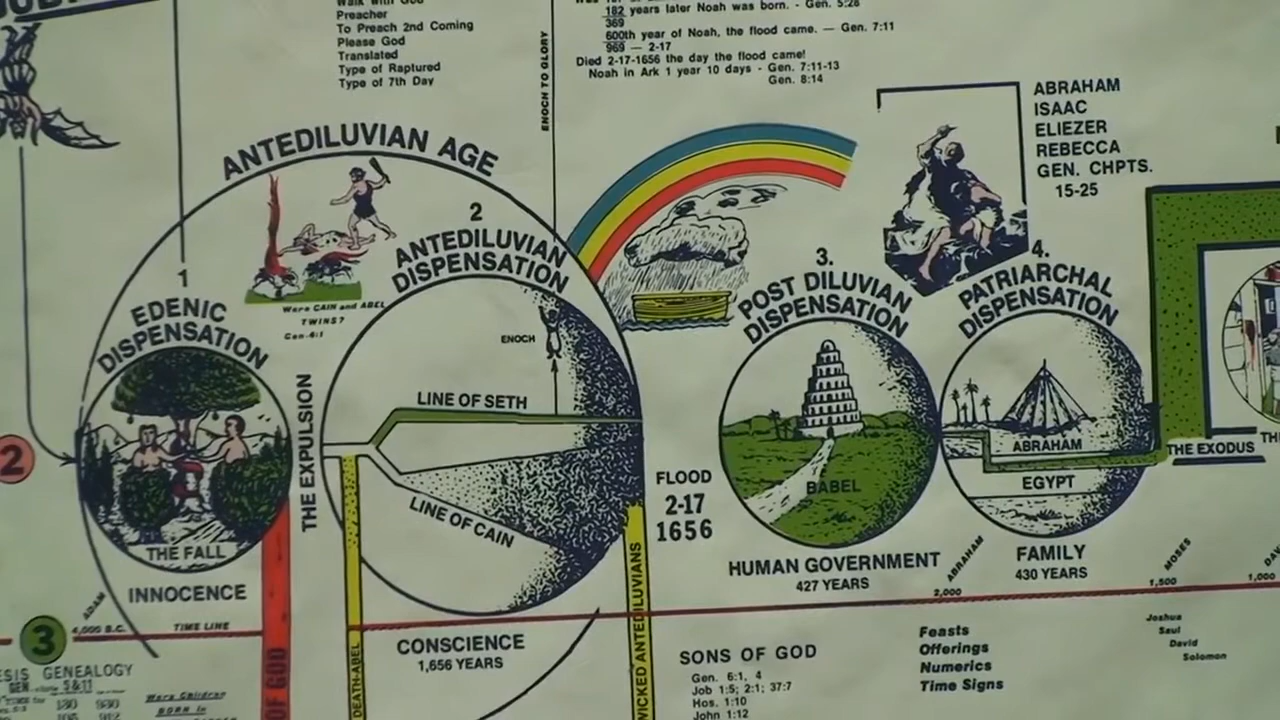 Preacher
To Preach 2nd Coming
Please God
Translated
Type of Raptured
Type of 7th Day
ENOCH TO GLORY
182 years later Noah was born. - Gen. 5:28
369
600th year of Noah, the flood came. — Gen. 7:11
969 — 2-17
Died 2-17-1656 the day the flood came!
Noah in Ark 1 year 10 days - Gen. 7:11-13
Gen. 8:14
ABRAHAM
ISAAC
ELIEZER
REBECCA
GEN. CHPTS.
15-25
ANTEDILUVIAN AGE
1
EDENIC
DISPENSATION
Were CAIN and ABEL
TWINS?
Gen-4:1
2
ANTEDILUVIAN
DISPENSATION
3.
POST DILUVIAN
DISPENSATION
4.
PATRIARCHAL
DISPENSATION
ENOCH
LINE OF SETH
LINE OF CAIN
THE EXPULSION
2
THE FALL
INNOCENCE
FLOOD
2-17
1656
BABEL
ABRAHAM
EGYPT
THE EXODUS
HUMAN GOVERNMENT
427 YEARS
FAMILY
430 YEARS
ADAM
4,000 B.C.
TIME LINE
ABRAHAM
2,000
MOSES
1,500
1,000
3
GENEALOGY
OF GOD
DEATH-ABEL
CONSCIENCE
1,656 YEARS
WICKED ANTEDILUVIANS
SONS OF GOD
Gen. 6:1, 4
Job 1:5; 2:1; 37:7
Hos. 1:10
John 1:12
Feasts
Offerings
Numerics
Time Signs
Joshua
Saul
David
Solomon
Were Children
BORN in